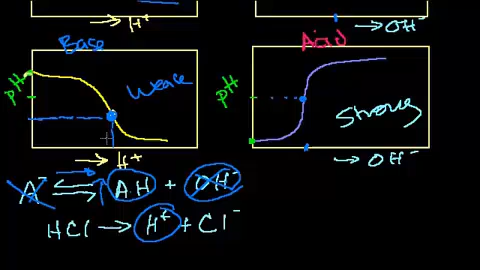 → H⁺
→ OH⁻
Base
Acid
pH
Weak
pH
Strong
→ H⁺
→ OH⁻
A⁻ ⇌ AH + OH⁻
HCl → H⁺ + Cl⁻